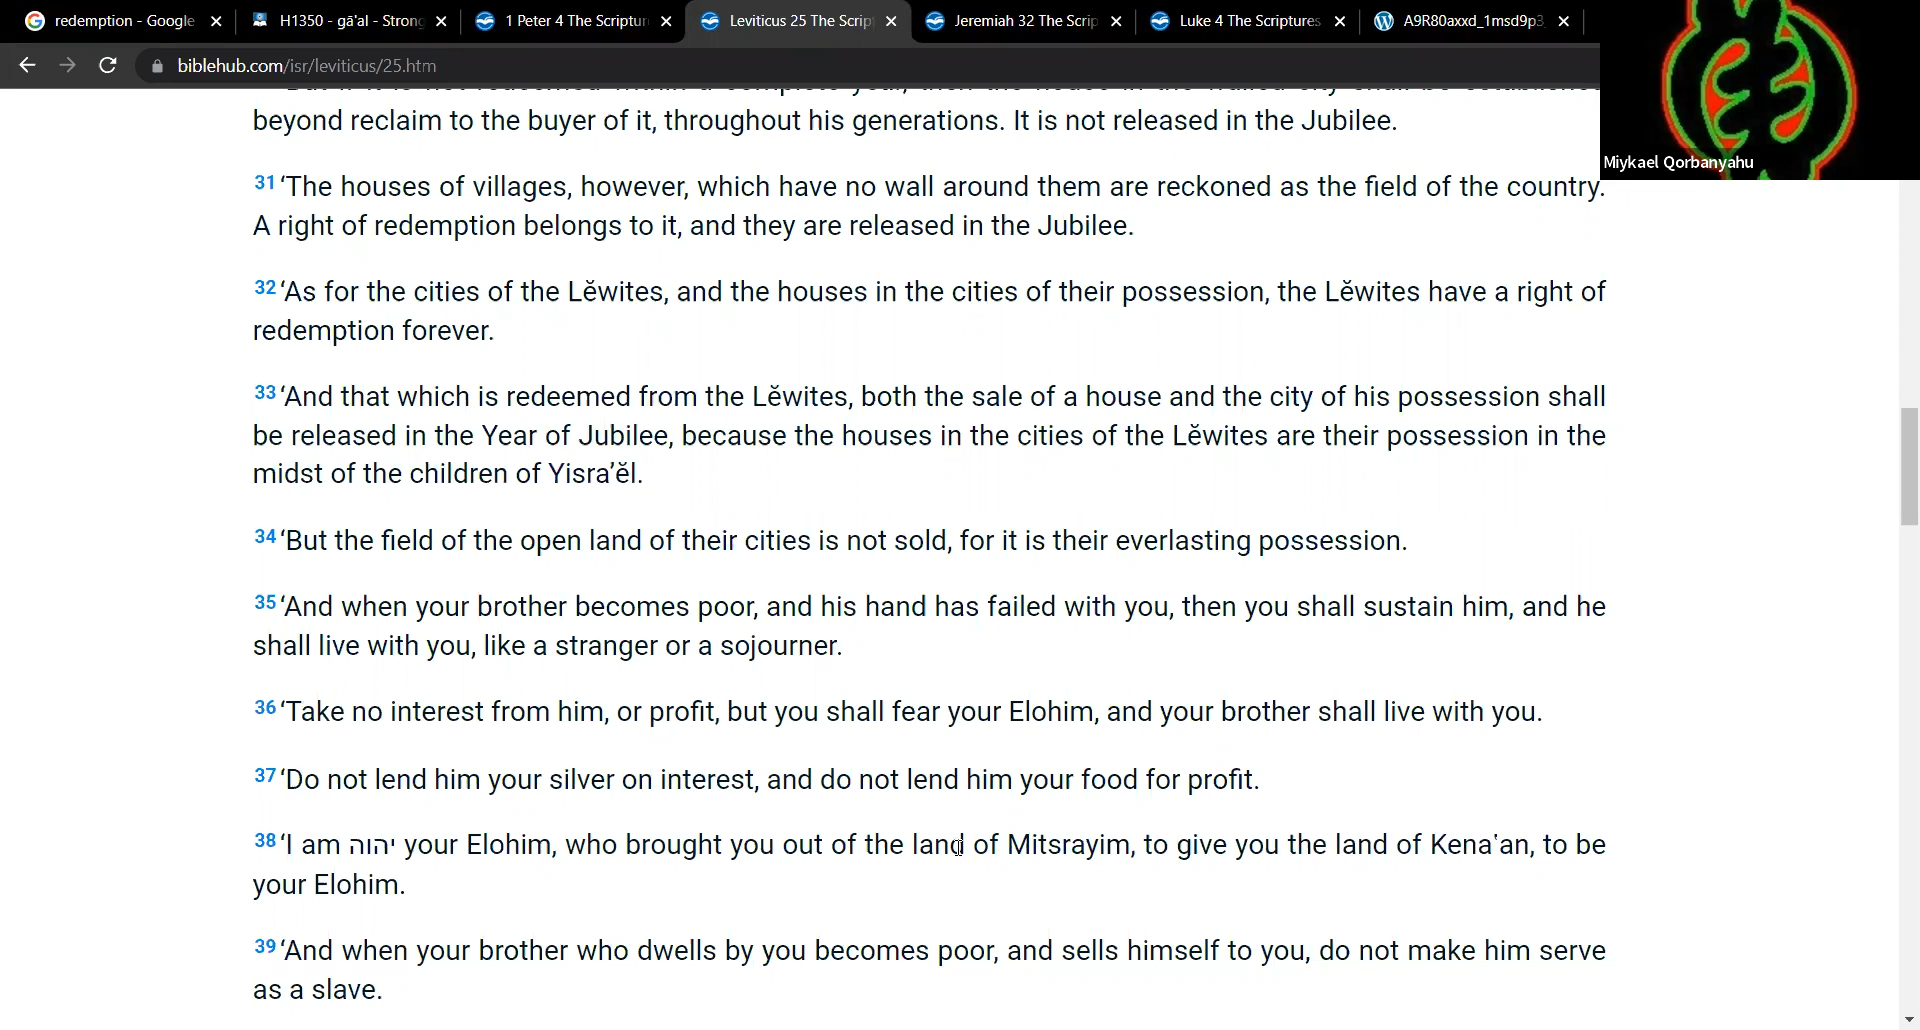 redemption - Google
H1350 - gā'al - Strong
1 Peter 4 The Scriptur
Leviticus 25 The Scrip
Jeremiah 32 The Scrip
Luke 4 The Scriptures
A9R80axxd_1msd9p3
biblehub.com/isr/leviticus/25.htm
Miykael Qorbanyahu
beyond reclaim to the buyer of it, throughout his generations. It is not released in the Jubilee.
31 ‘The houses of villages, however, which have no wall around them are reckoned as the field of the country.
A right of redemption belongs to it, and they are released in the Jubilee.
32 ‘As for the cities of the Lĕwites, and the houses in the cities of their possession, the Lĕwites have a right of
redemption forever.
33 ‘And that which is redeemed from the Lĕwites, both the sale of a house and the city of his possession shall
be released in the Year of Jubilee, because the houses in the cities of the Lĕwites are their possession in the
midst of the children of Yisra’ĕl.
34 ‘But the field of the open land of their cities is not sold, for it is their everlasting possession.
35 ‘And when your brother becomes poor, and his hand has failed with you, then you shall sustain him, and he
shall live with you, like a stranger or a sojourner.
36 ‘Take no interest from him, or profit, but you shall fear your Elohim, and your brother shall live with you.
37 ‘Do not lend him your silver on interest, and do not lend him your food for profit.
38 ‘I am יהוה your Elohim, who brought you out of the land of Mitsrayim, to give you the land of Kenaʽan, to be
your Elohim.
39 ‘And when your brother who dwells by you becomes poor, and sells himself to you, do not make him serve
as a slave.